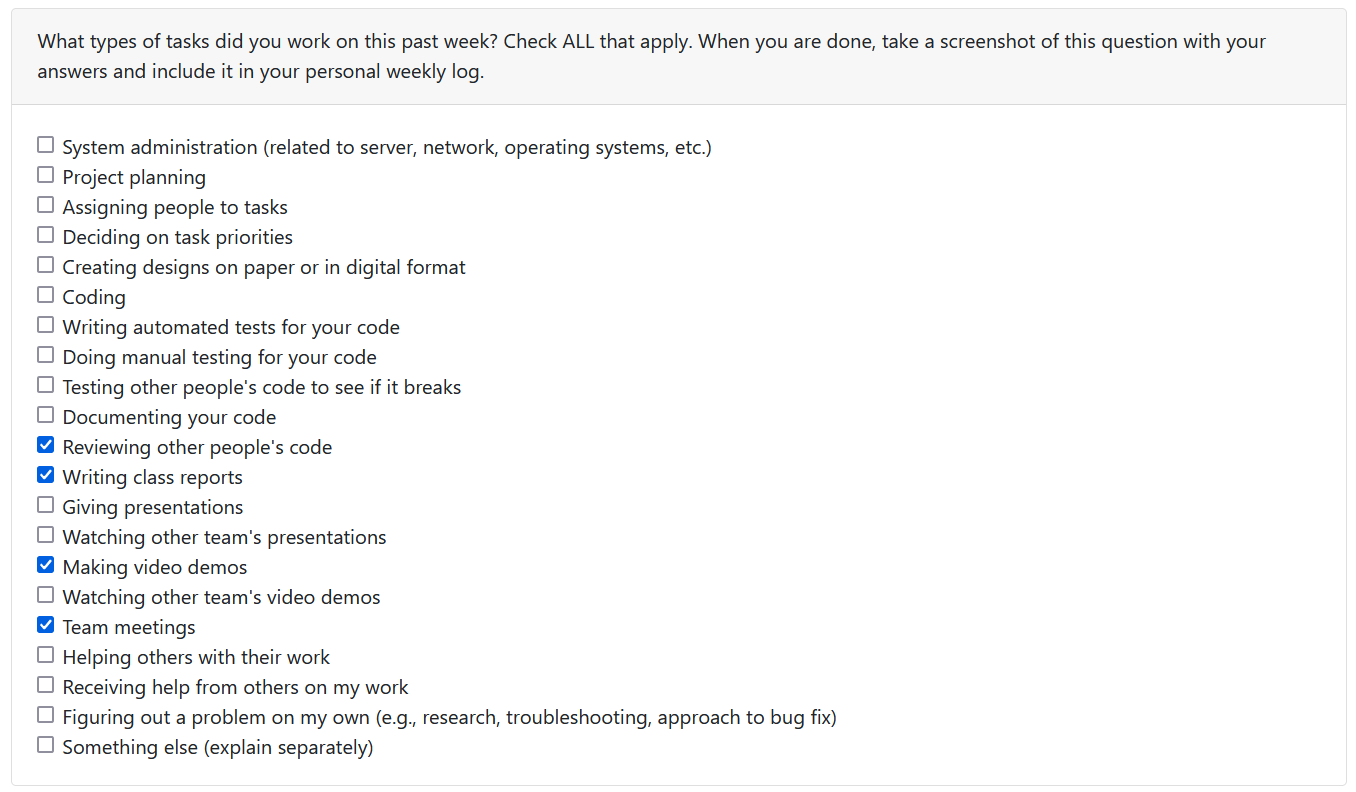 What types of tasks did you work on this past week? Check ALL that apply. When you are done, take a screenshot of this question with your
answers and include it in your personal weekly log.
System administration (related to server, network, operating systems, etc.)
Project planning
Assigning people to tasks
Deciding on task priorities
Creating designs on paper or in digital format
Coding
Writing automated tests for your code
Doing manual testing for your code
Testing other people's code to see if it breaks
Documenting your code
Reviewing other people's code
Writing class reports
Giving presentations
Watching other team's presentations
Making video demos
Watching other team's video demos
Team meetings
Helping others with their work
Receiving help from others on my work
Figuring out a problem on my own (e.g., research, troubleshooting, approach to bug fix)
Something else (explain separately)